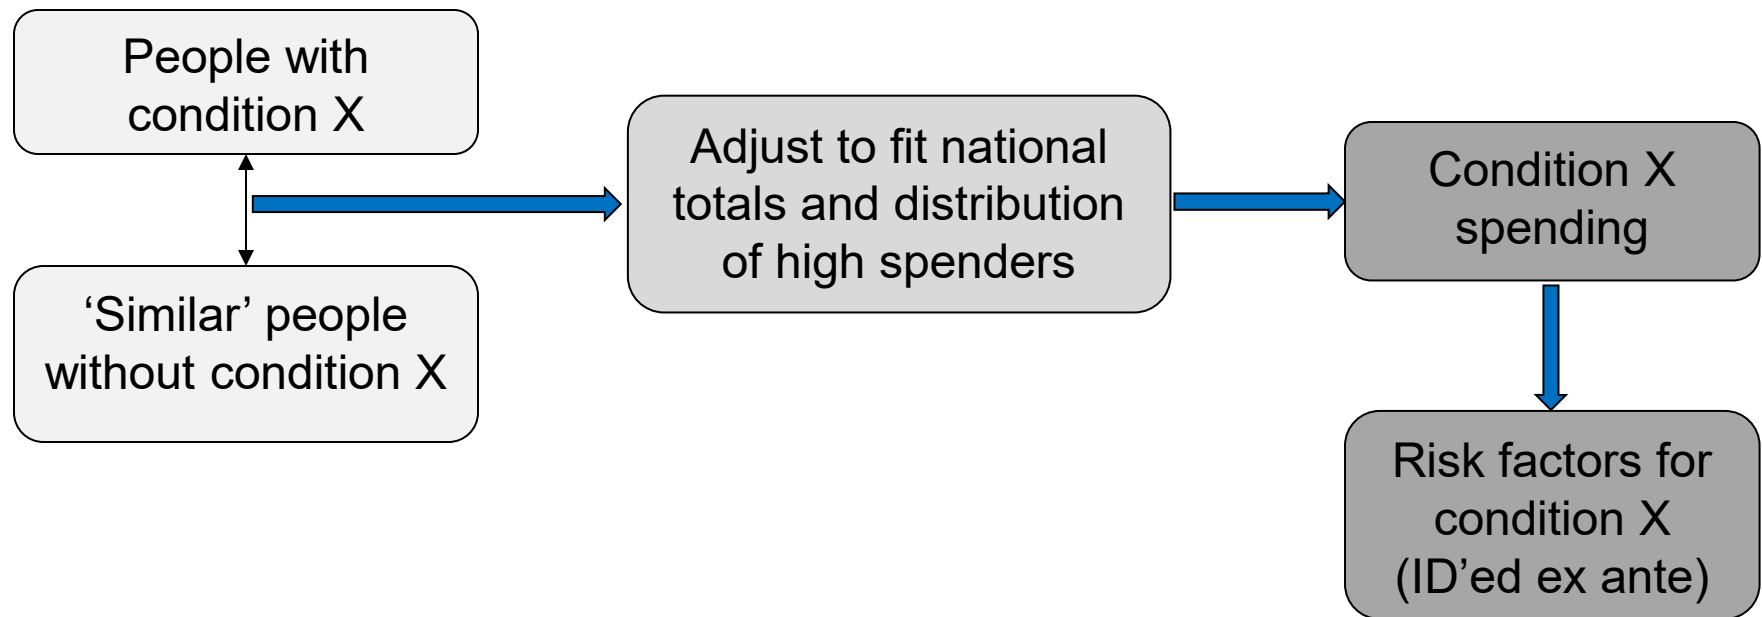 People with
condition X
‘Similar’ people
without condition X
Adjust to fit national
totals and distribution
of high spenders
Condition X
spending
Risk factors for
condition X
(ID’ed ex ante)